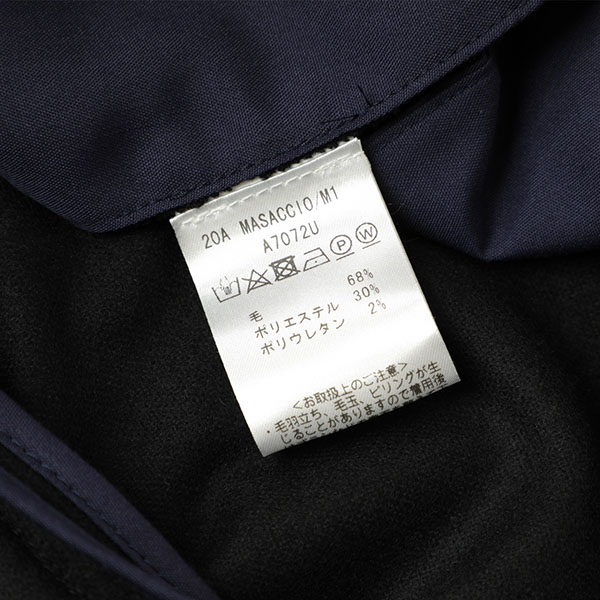 20A MASACCIO/M1
A7072U
P W
毛 68%
ポリエステル 30%
ポリウレタン 2%
<お取扱上のご注意>
・毛羽立ち、毛玉、ピリングが生
じることがありますので着用後